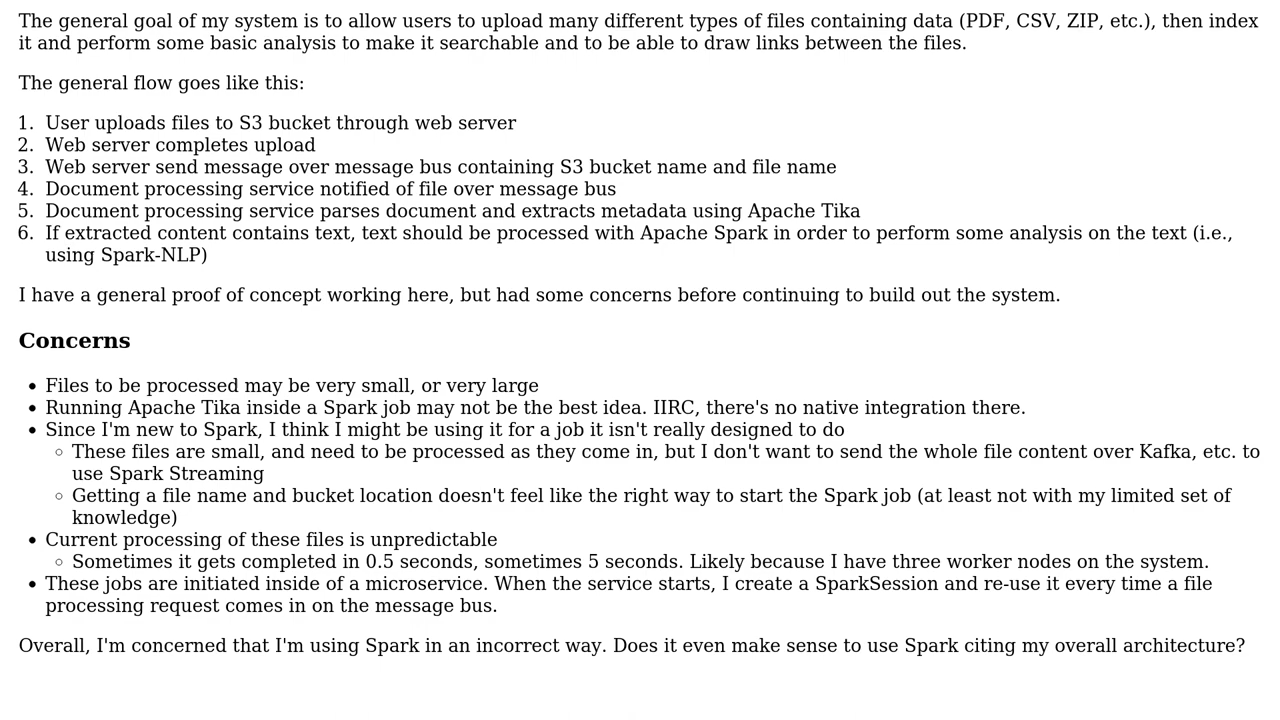 The general goal of my system is to allow users to upload many different types of files containing data (PDF, CSV, ZIP, etc.), then index
it and perform some basic analysis to make it searchable and to be able to draw links between the files.
The general flow goes like this:
1. User uploads files to S3 bucket through web server
2. Web server completes upload
3. Web server send message over message bus containing S3 bucket name and file name
4. Document processing service notified of file over message bus
5. Document processing service parses document and extracts metadata using Apache Tika
6. If extracted content contains text, text should be processed with Apache Spark in order to perform some analysis on the text (i.e.,
using Spark-NLP)
I have a general proof of concept working here, but had some concerns before continuing to build out the system.
Concerns
• Files to be processed may be very small, or very large
• Running Apache Tika inside a Spark job may not be the best idea. IIRC, there's no native integration there.
• Since I'm new to Spark, I think I might be using it for a job it isn't really designed to do
◦ These files are small, and need to be processed as they come in, but I don't want to send the whole file content over Kafka, etc. to
use Spark Streaming
◦ Getting a file name and bucket location doesn't feel like the right way to start the Spark job (at least not with my limited set of
knowledge)
• Current processing of these files is unpredictable
◦ Sometimes it gets completed in 0.5 seconds, sometimes 5 seconds. Likely because I have three worker nodes on the system.
• These jobs are initiated inside of a microservice. When the service starts, I create a SparkSession and re-use it every time a file
processing request comes in on the message bus.
Overall, I'm concerned that I'm using Spark in an incorrect way. Does it even make sense to use Spark citing my overall architecture?